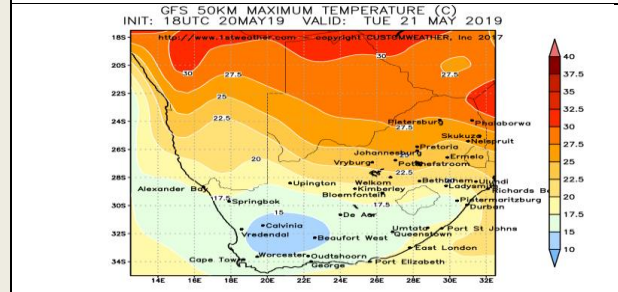 GFS 50KM MAXIMUM TEMPERATURE (C)
INIT: 18UTC 20MAY19 VALID: TUE 21 MAY 2019
http://www.1stweather.com copyright CUSTOMWEATHER, Inc 2017
18S
20S
22S
24S
26S
28S
30S
32S
34S
14E 16E 18E 20E 22E 24E 26E 28E 30E 32E
40
37.5
35
32.5
30
27.5
25
22.5
20
17.5
15
10
30
30
27.5
27.5
25
22.5
Pietersburg Phalaborwa
27.5
Skukuza
Nelspruit
Pretoria
Johannesburg
Ermelo
20
Vryburg Potchefstroom
22.5
Bethlehem Ulundi
Upington Welkom Ladysmith
Alexander Bay Kimberley Richards B
Bloemfontein
17.5 Springbok 17.5 Pietermaritzburg
15 Durban
De Aar
Calvinia Umtata Port St Johns
Vredendal Beaufort West Queenstown
East London
Worcester Oudtshoorn
Cape Town George Port Elizabeth